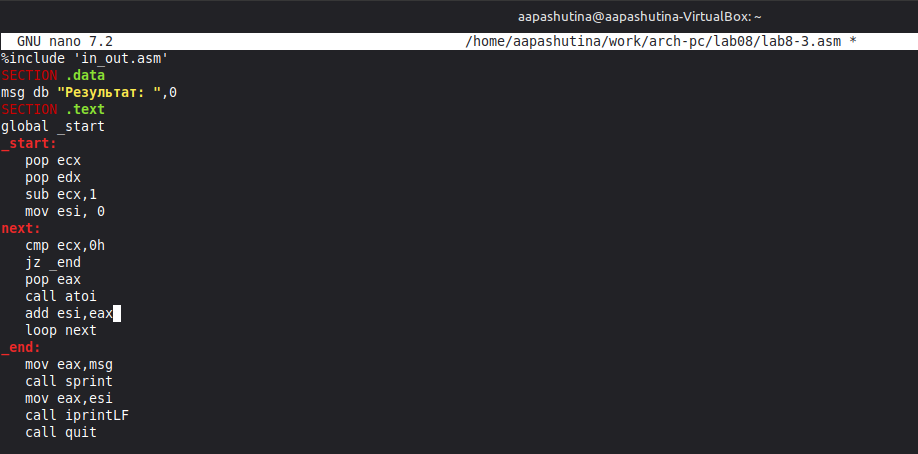 aapashutina@aapashutina-VirtualBox: ~
GNU nano 7.2 /home/aapashutina/work/arch-pc/lab08/lab8-3.asm *
%include 'in_out.asm'
SECTION .data
msg db "Результат: ",0
SECTION .text
global _start
_start:
   pop ecx
   pop edx
   sub ecx,1
   mov esi, 0
next:
   cmp ecx,0h
   jz _end
   pop eax
   call atoi
   add esi,eax
   loop next
_end:
   mov eax,msg
   call sprint
   mov eax,esi
   call iprintLF
   call quit